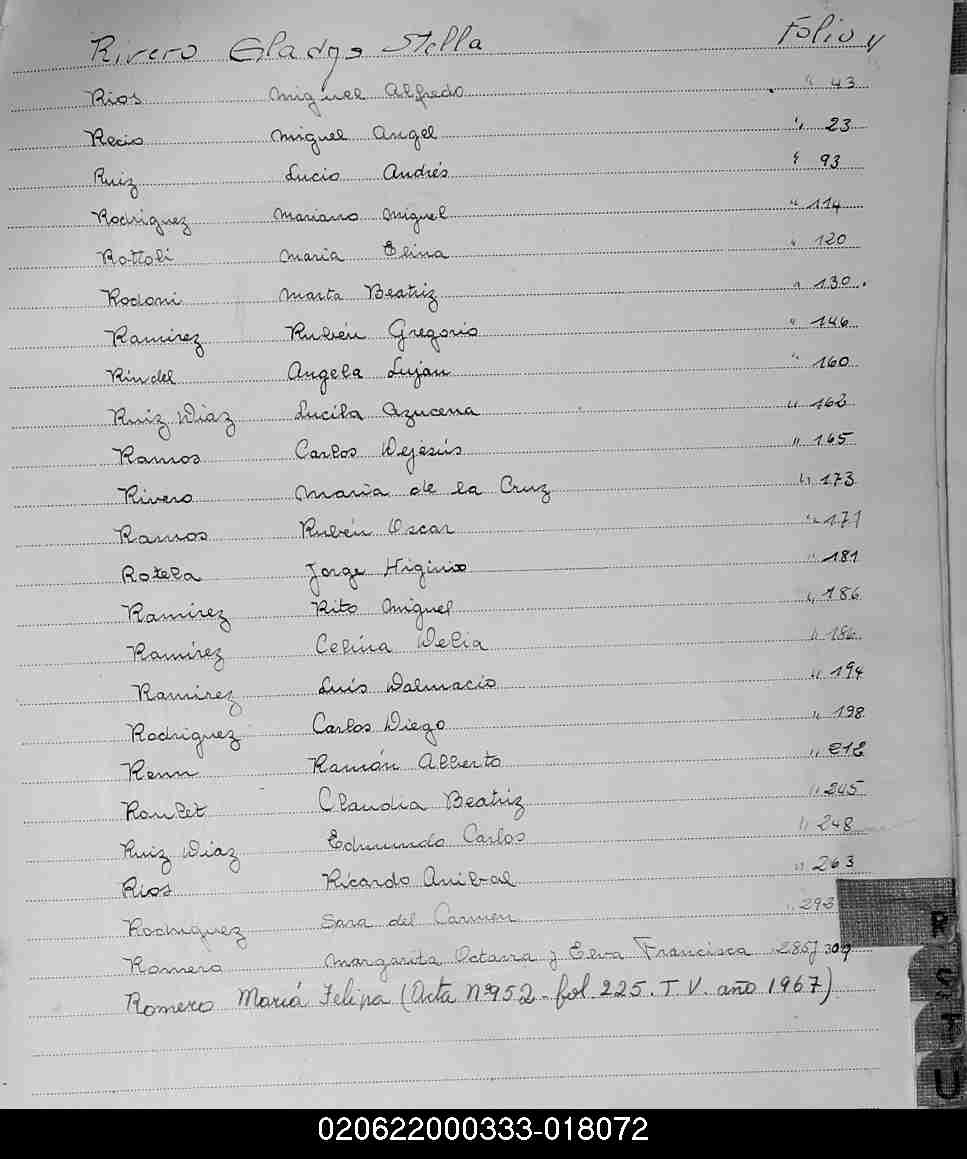 Rivero Gladys Stella Folio y
Rios Miguel Alfredo " 43
Recio Miguel Angel " 23
Ruiz Lucio Andrés " 93
Rodriguez Mariano Miguel " 114
Rottoli Maria Elina " 120
Rodoni Marta Beatriz " 130.
Ramirez Rubén Gregorio " 146
Rindel Angela Lujan " 160
Ruiz Diaz Lucila Azucena " 162
Ramos Carlos Dejesús " 165
Rivero Maria de la Cruz " 173
Ramos Rubén Oscar " 171
Rotela Jorge Higinio " 181
Ramirez Rito Miguel " 186
Ramírez Celina Delia " 186
Ramirez Luis Dalmacio " 194
Rodriguez Carlos Diego " 198
Renn Ramón Alberto " 212
Roulet Claudia Beatriz " 245
Ruiz Diaz Edmundo Carlos " 248
Rios Ricardo Anibal " 263
Rodriguez Sara del Carmen " 293
Romero Margarita Octavia y Elva Francisca 285 y 309
Romero María Felipa (Acta Nº 952 - fol 225. T. V. año 1967)
R
S
T
U
020622000333-018072